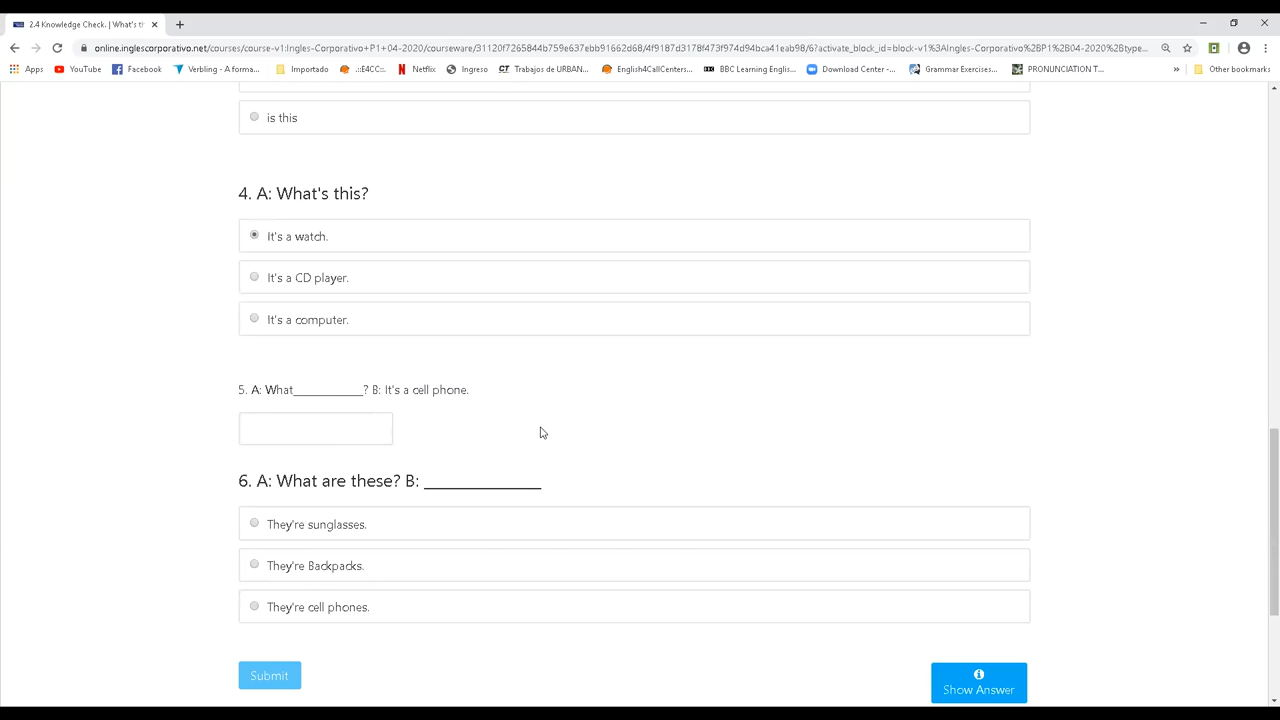 2.4 Knowledge Check. | What's th
online.inglescorporativo.net/courses/course-v1:Ingles-Corporativo+P1+04-2020/courseware/31120f7265844b759e637ebb91662d68/4f9187d3178f473f974d94bca41eab98/6?activate_block_id=block-v1%3AIngles-Corporativo%2BP1%2B04-2020%2Btype...
Apps YouTube Facebook Verbling - A forma... Importado .::E4CC::. Netflix Ingreso CT Trabajos de URBAN... English4CallCenters... BBC Learning Englis... Download Center -... Grammar Exercises... PRONUNCIATION T... » Other bookmarks
is this
4. A: What's this?
It's a watch.
It's a CD player.
It's a computer.
5. A: What__________? B: It's a cell phone.
6. A: What are these? B: ____________
They're sunglasses.
They're Backpacks.
They're cell phones.
Submit
Show Answer